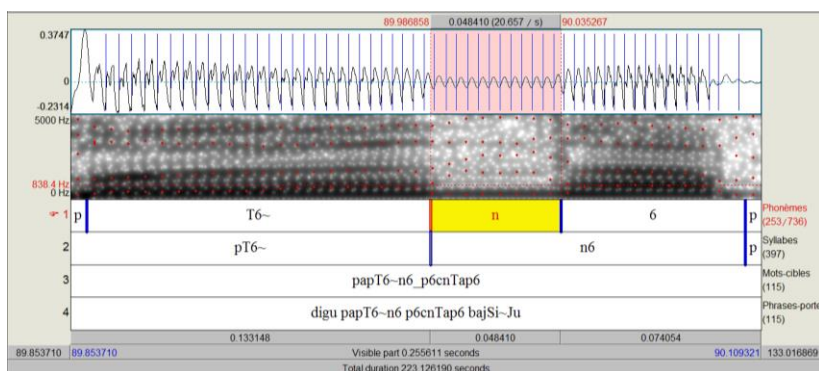 89.986858 0.048410 (20.657 / s) 90.035267
0.3747
0
-0.2314
5000 Hz
838.4 Hz
0 Hz
☞ 1 p T6~ n 6 p Phonèmes (253/736)
2 pT6~ n6 p Syllabes (397)
3 papT6~n6_p6cnTap6 Mots-cibles (115)
4 digu papT6~n6 p6cnTap6 bajSi~Ju Phrases-porte (115)
0.133148 0.048410 0.074054
89.853710 89.853710 Visible part 0.255611 seconds 90.109321 133.016869
Total duration 223.126190 seconds